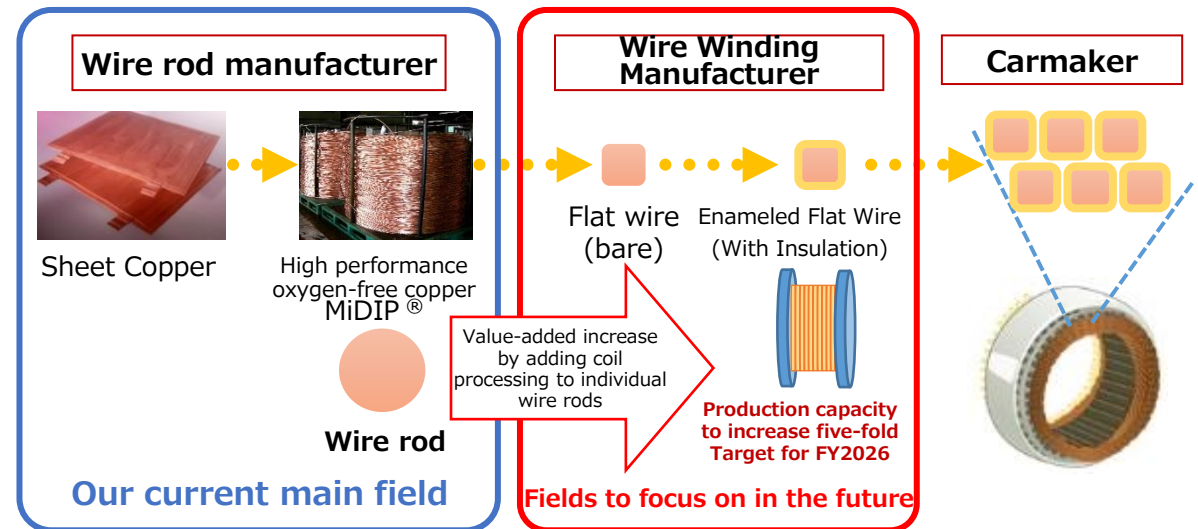 Wire rod manufacturer
Sheet Copper
High performance
oxygen-free copper
MiDIP ®
Wire rod
Our current main field
Wire Winding
Manufacturer
Flat wire
(bare)
Enameled Flat Wire
(With Insulation)
Value-added increase
by adding coil
processing to individual
wire rods
Production capacity
to increase five-fold
Target for FY2026
Fields to focus on in the future
Carmaker